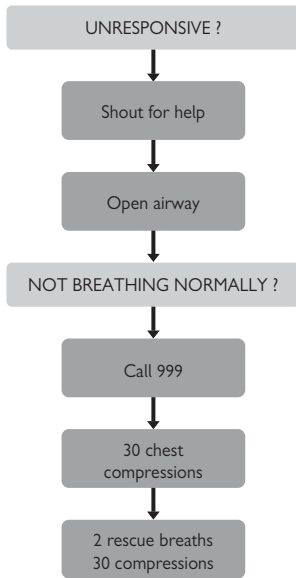 UNRESPONSIVE ?
Shout for help
Open airway
NOT BREATHING NORMALLY ?
Call 999
30 chest
compressions
2 rescue breaths
30 compressions